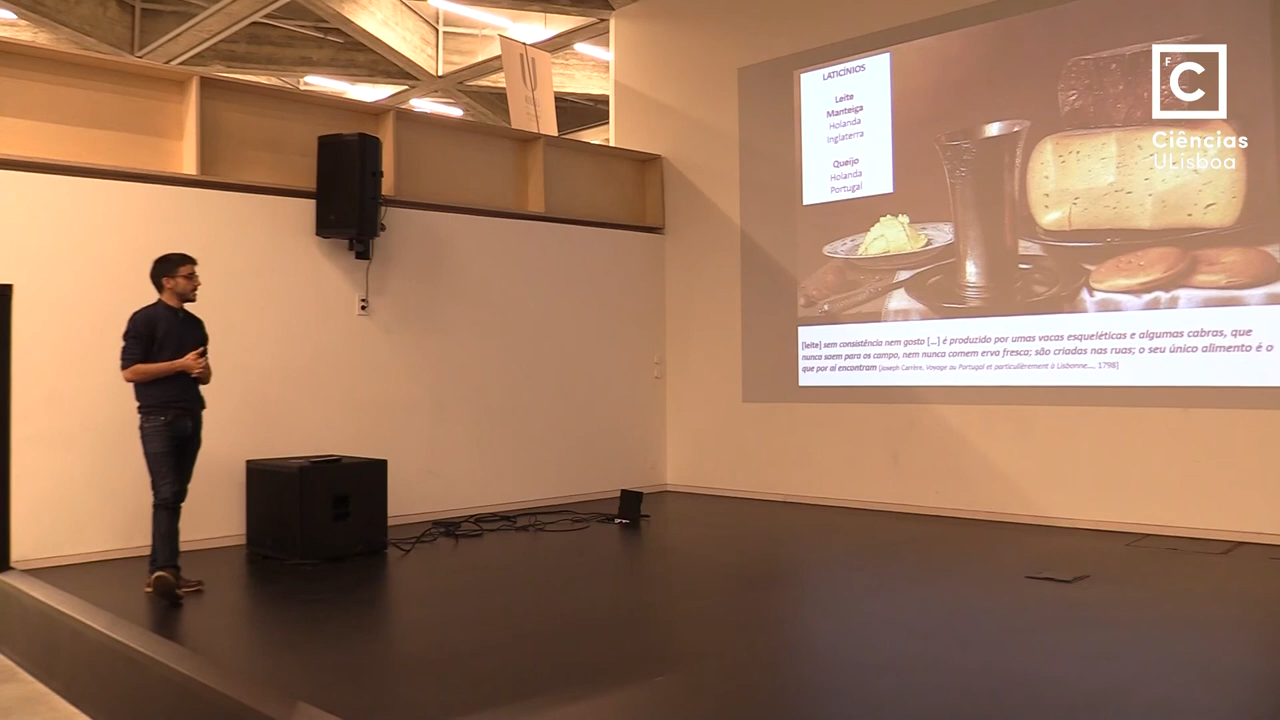 LATICÍNIOS
Leite
Manteiga
Holanda
Inglaterra
Queijo
Holanda
Portugal
F
C
Ciências
ULisboa
[leite] sem consistência nem gosto [...] é produzido por umas vacas esqueléticas e algumas cabras, que
nunca saem para os campo, nem nunca comem erva fresca; são criadas nas ruas; o seu único alimento é o
que por aí encontram [Joseph Carrère, Voyage au Portugal et particulièrement à Lisbonne..., 1798]